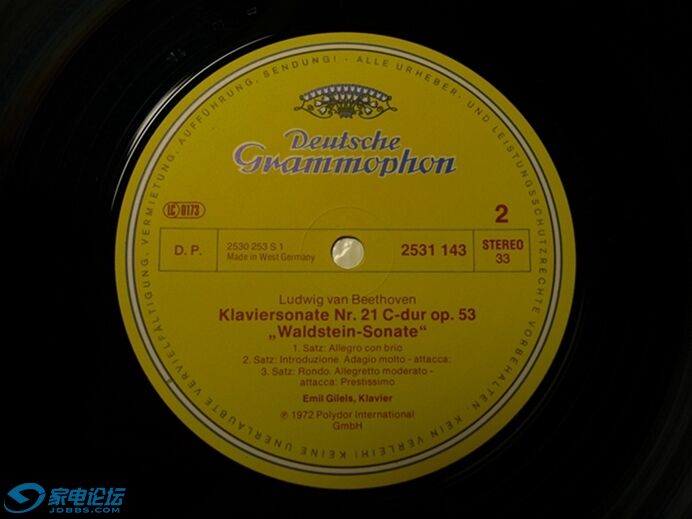 ALLE URHEBER- UND LEISTUNGSSCHUTZRECHTE VORBEHALTEN · KEIN VERLEIH! KEINE UNERLAUBTE VERVIELFÄLTIGUNG, VERMIETUNG, AUFFÜHRUNG, SENDUNG! ·
Deutsche
Grammophon
LC 0173
2
D. P.
2530 253 S 1
Made in West Germany
2531 143
STEREO
33
Ludwig van Beethoven
Klaviersonate Nr. 21 C-dur op. 53
„Waldstein-Sonate“
1. Satz: Allegro con brio
2. Satz: Introduzione. Adagio molto - attacca:
3. Satz: Rondo. Allegretto moderato -
attacca: Prestissimo
Emil Gilels, Klavier
℗ 1972 Polydor International
GmbH
家电论坛
JDBBS.COM